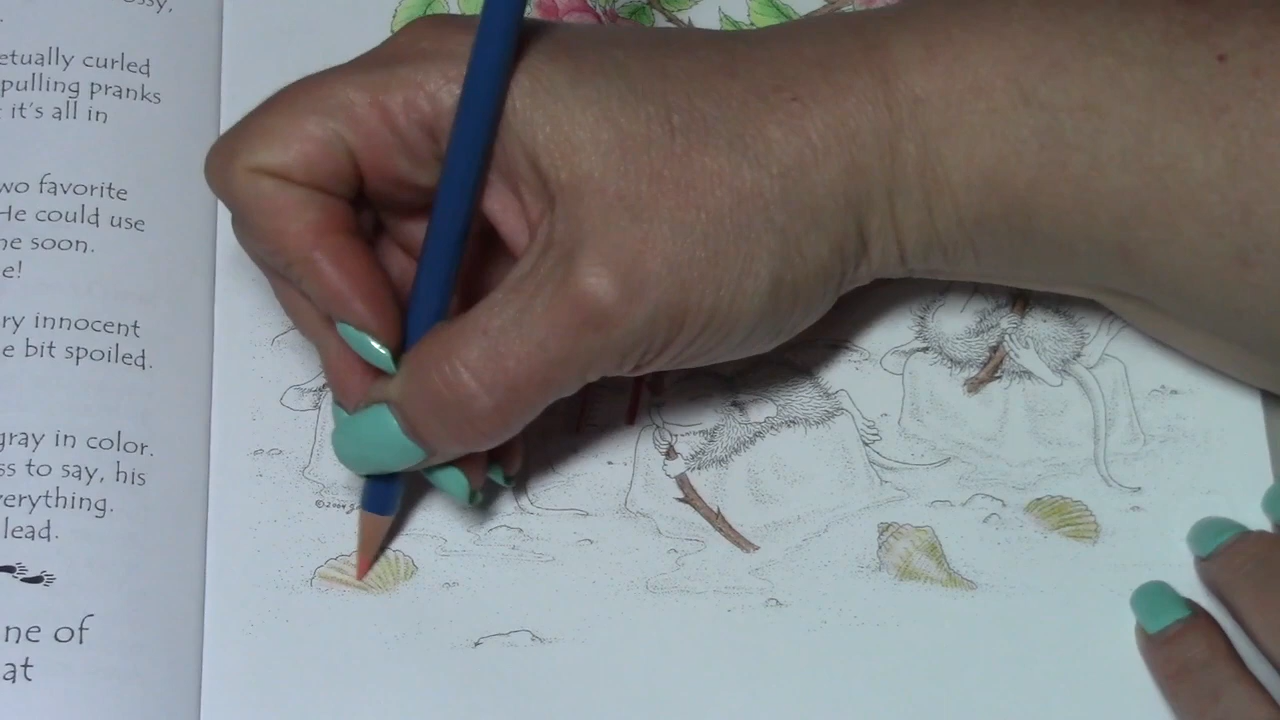 etually curled
pulling pranks
it's all in
wo favorite
He could use
ne soon.
e!
ry innocent
e bit spoiled.
gray in color.
ss to say, his
verything.
lead.
ne of
at